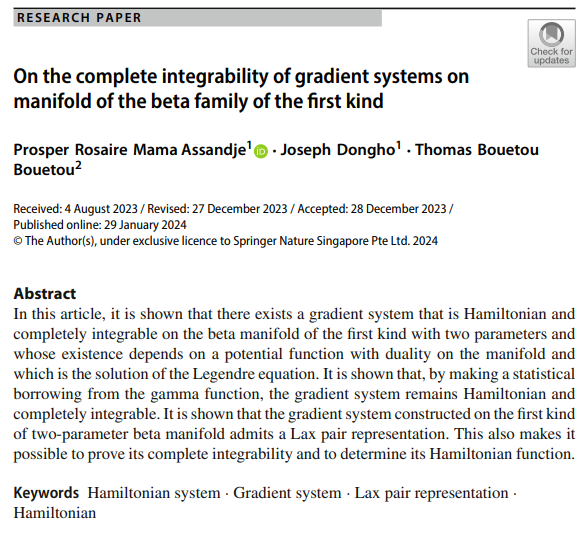 RESEARCH PAPER
Check for
updates
On the complete integrability of gradient systems on
manifold of the beta family of the first kind
Prosper Rosaire Mama Assandje1 iD · Joseph Dongho1 · Thomas Bouetou
Bouetou2
Received: 4 August 2023 / Revised: 27 December 2023 / Accepted: 28 December 2023 /
Published online: 29 January 2024
© The Author(s), under exclusive licence to Springer Nature Singapore Pte Ltd. 2024
Abstract
In this article, it is shown that there exists a gradient system that is Hamiltonian and
completely integrable on the beta manifold of the first kind with two parameters and
whose existence depends on a potential function with duality on the manifold and
which is the solution of the Legendre equation. It is shown that, by making a statistical
borrowing from the gamma function, the gradient system remains Hamiltonian and
completely integrable. It is shown that the gradient system constructed on the first kind
of two-parameter beta manifold admits a Lax pair representation. This also makes it
possible to prove its complete integrability and to determine its Hamiltonian function.
Keywords Hamiltonian system · Gradient system · Lax pair representation ·
Hamiltonian